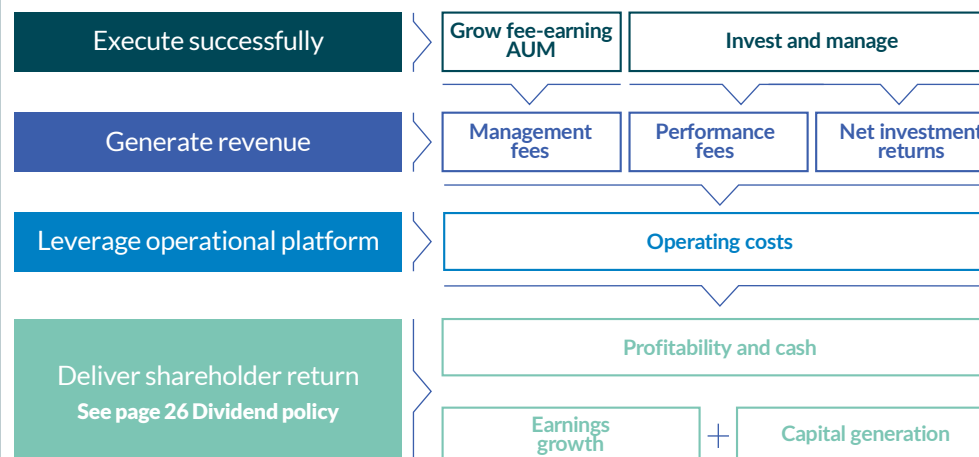 Execute successfully
Grow fee-earning
AUM
Invest and manage
Generate revenue
Management
fees
Performance
fees
Net investment
returns
Leverage operational platform
Operating costs
Deliver shareholder return
See page 26 Dividend policy
Profitability and cash
Earnings
growth
+
Capital generation